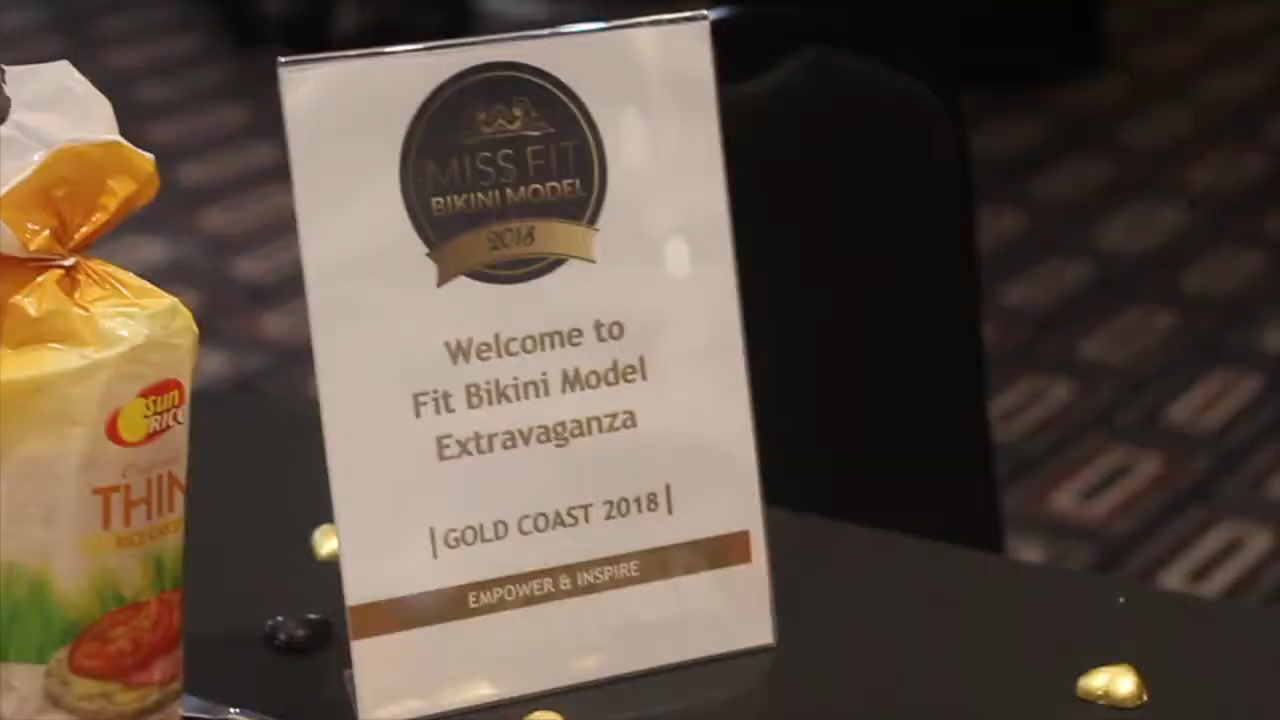 MISS FIT
BIKINI MODEL
2018
Welcome to
Fit Bikini Model
Extravaganza
|GOLD COAST 2018|
EMPOWER & INSPIRE
Sun
RICE
THIN